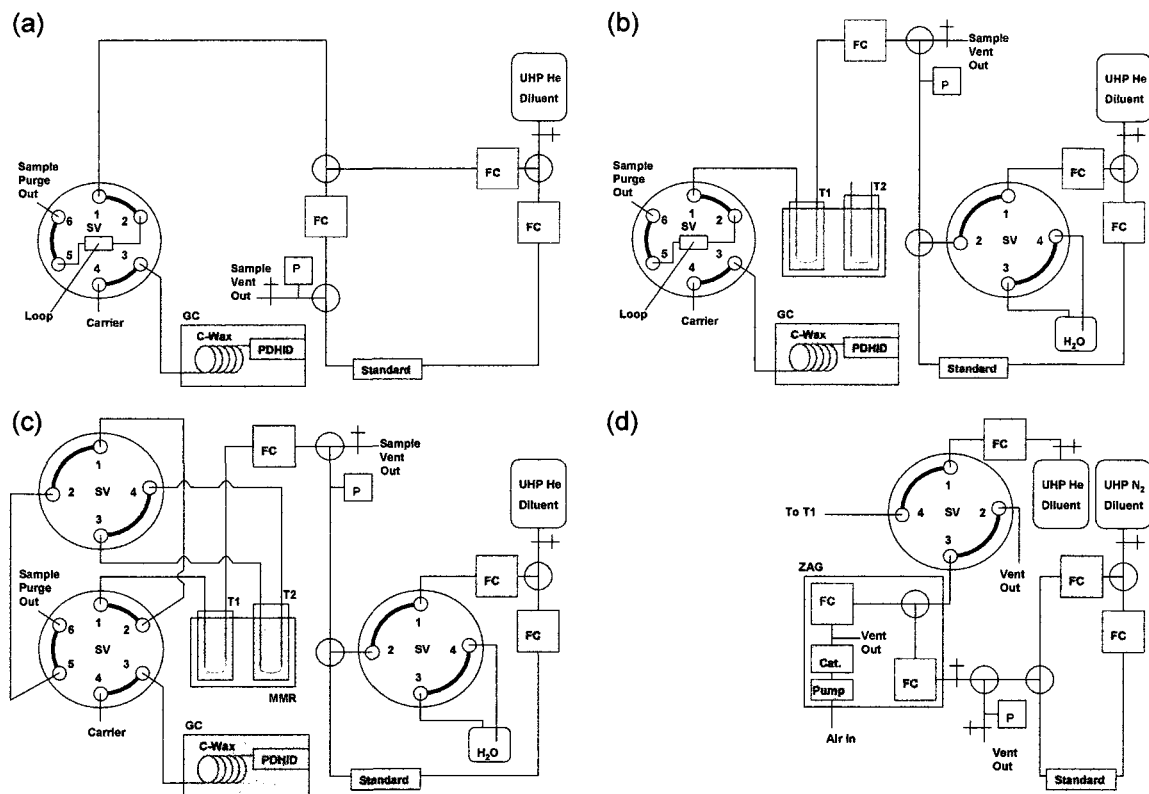 (a)
UHP He
Diluent
FC
Sample
Purge
Out
1
2
6
SV
FC
FC
5
3
4
Sample
Vent
Out
P
Loop
Carrier
GC
C-Wax
PDHID
Standard
(b)
FC
Sample
Vent
Out
P
UHP He
Diluent
Sample
Purge
Out
T1
T2
FC
1
2
6
SV
FC
1
2
SV
4
3
5
3
4
Loop
Carrier
GC
C-Wax
PDHID
H2O
Standard
(c)
FC
Sample
Vent
Out
1
2
SV
4
3
P
UHP He
Diluent
Sample
Purge
Out
T1
T2
FC
1
2
6
SV
FC
1
2
SV
4
3
5
3
4
MMR
Carrier
GC
C-Wax
PDHID
H2O
Standard
(d)
FC
1
UHP He
Diluent
UHP N2
Diluent
To T1
4
SV
2
3
ZAG
Vent
Out
FC
FC
Vent
Out
FC
Cat.
FC
Pump
P
Air In
Vent
Out
Standard